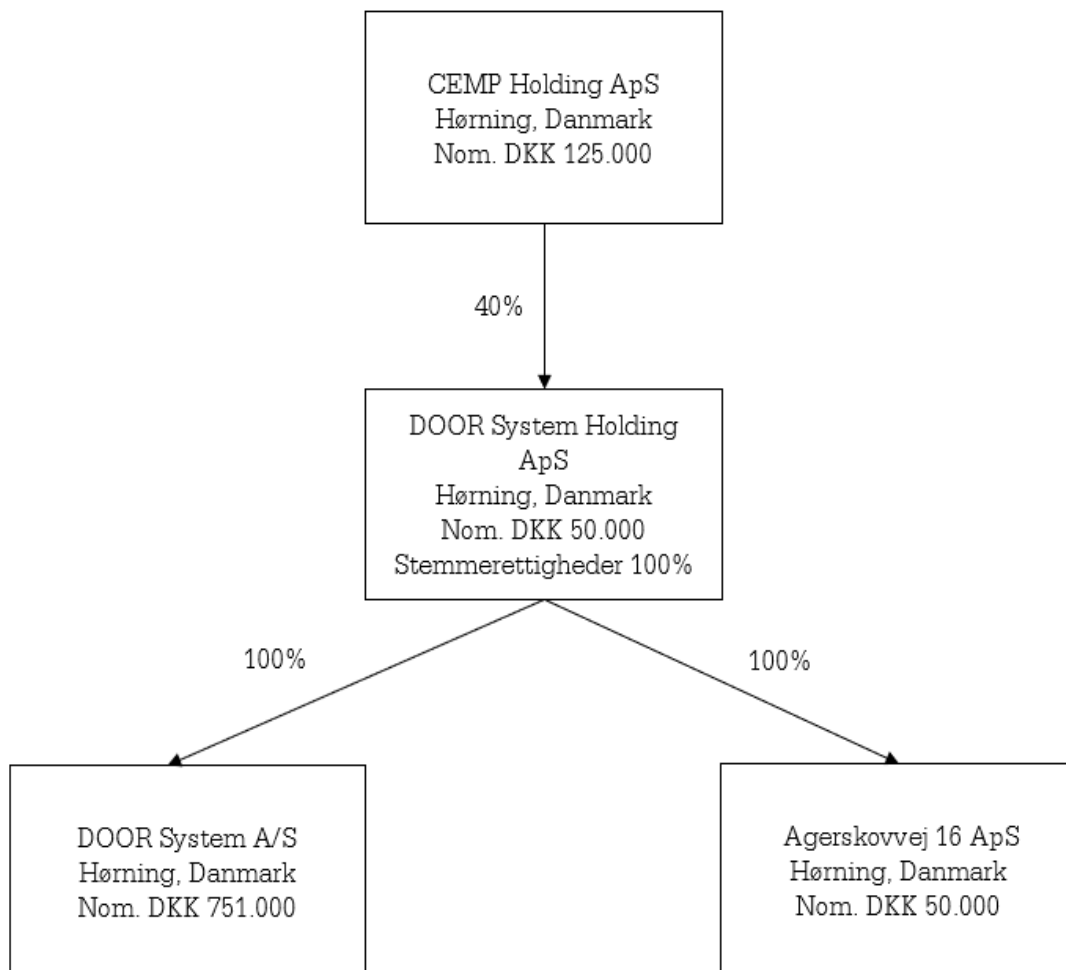 CEMP Holding ApS
Hørning, Danmark
Nom. DKK 125.000
40%
DOOR System Holding
ApS
Hørning, Danmark
Nom. DKK 50.000
Stemmerettigheder 100%
100%
100%
DOOR System A/S
Hørning, Danmark
Nom. DKK 751.000
Agerskovvej 16 ApS
Hørning, Danmark
Nom. DKK 50.000